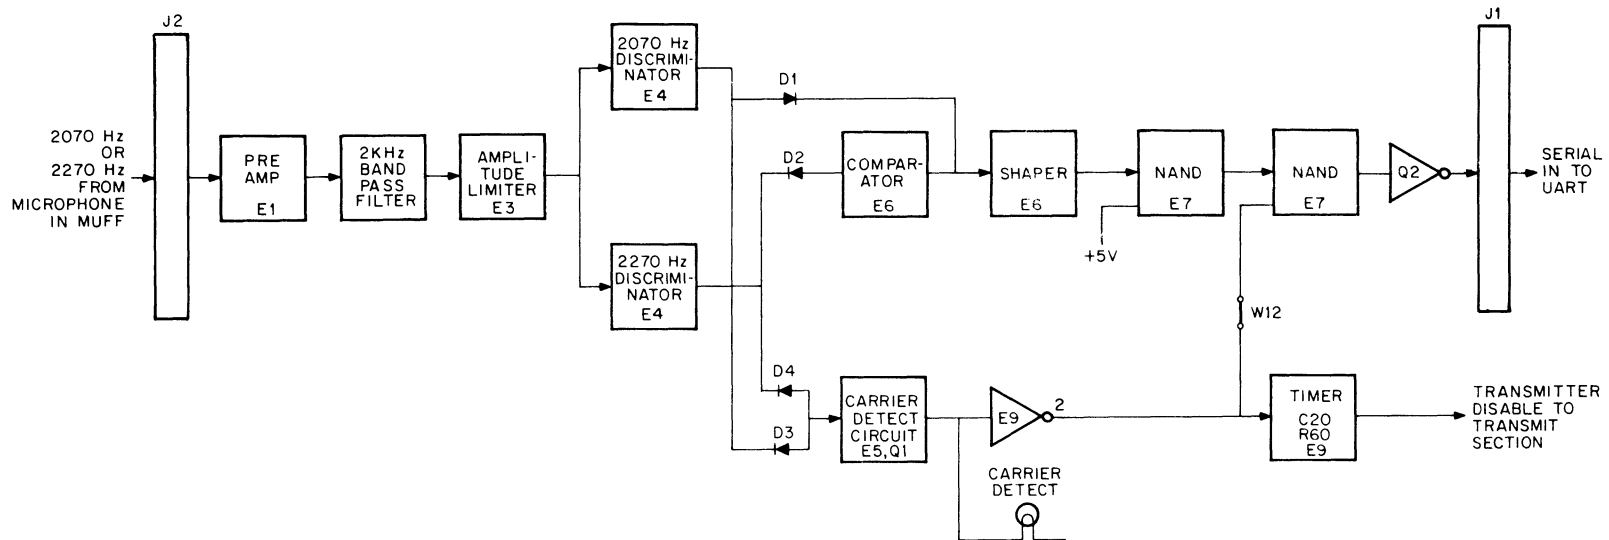 J2
2070 Hz
OR
2270 Hz
FROM
MICROPHONE
IN MUFF
PRE
AMP
E1
2KHz
BAND
PASS
FILTER
AMPLI-
TUDE
LIMITER
E3
2070 Hz
DISCRIMI-
NATOR
E4
2270 Hz
DISCRIMI-
NATOR
E4
D1
D2
COMPAR-
ATOR
E6
SHAPER
E6
NAND
E7
+5V
NAND
E7
Q2
J1
SERIAL
IN TO
UART
W12
D4
D3
CARRIER
DETECT
CIRCUIT
E5,Q1
E9
2
CARRIER
DETECT
TIMER
C20
R60
E9
TRANSMITTER
DISABLE TO
TRANSMIT
SECTION